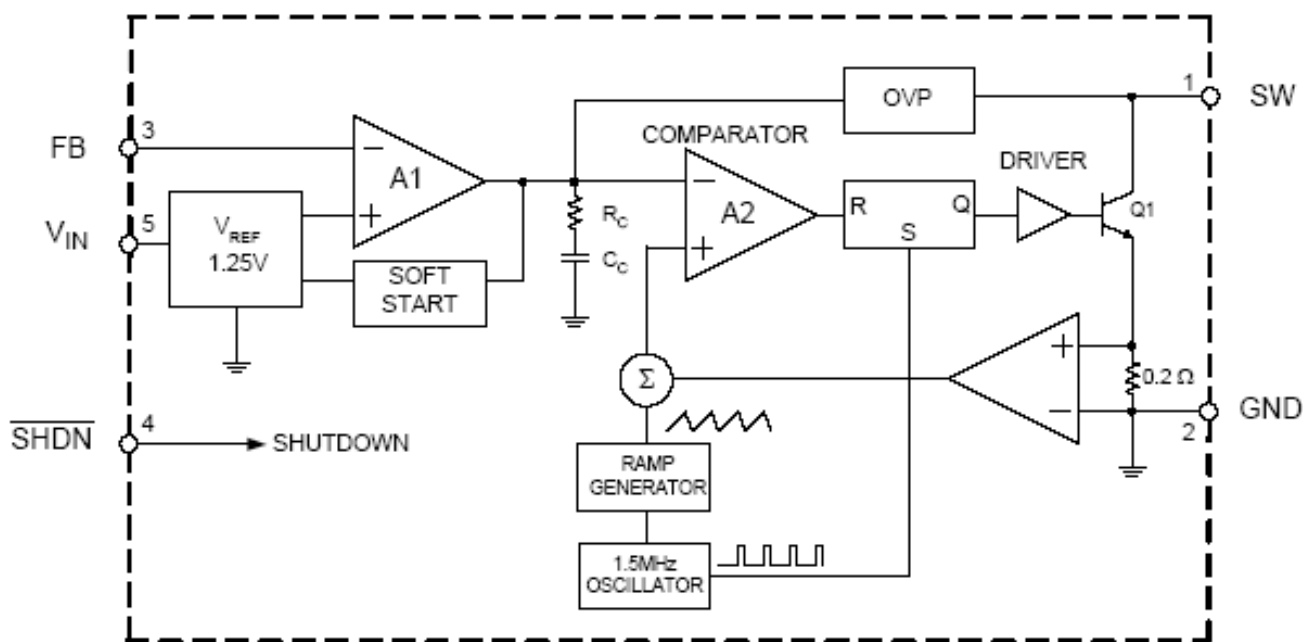 1
SW
OVP
3
FB
COMPARATOR
DRIVER
−
A1
+
−
A2
+
R
Q
S
Q1
5
V_IN
V_REF
1.25V
R_C
C_C
SOFT
START
+
−
0.2 Ω
Σ
GND
2
4
S̅H̅D̅N̅
SHUTDOWN
RAMP
GENERATOR
1.5MHz
OSCILLATOR